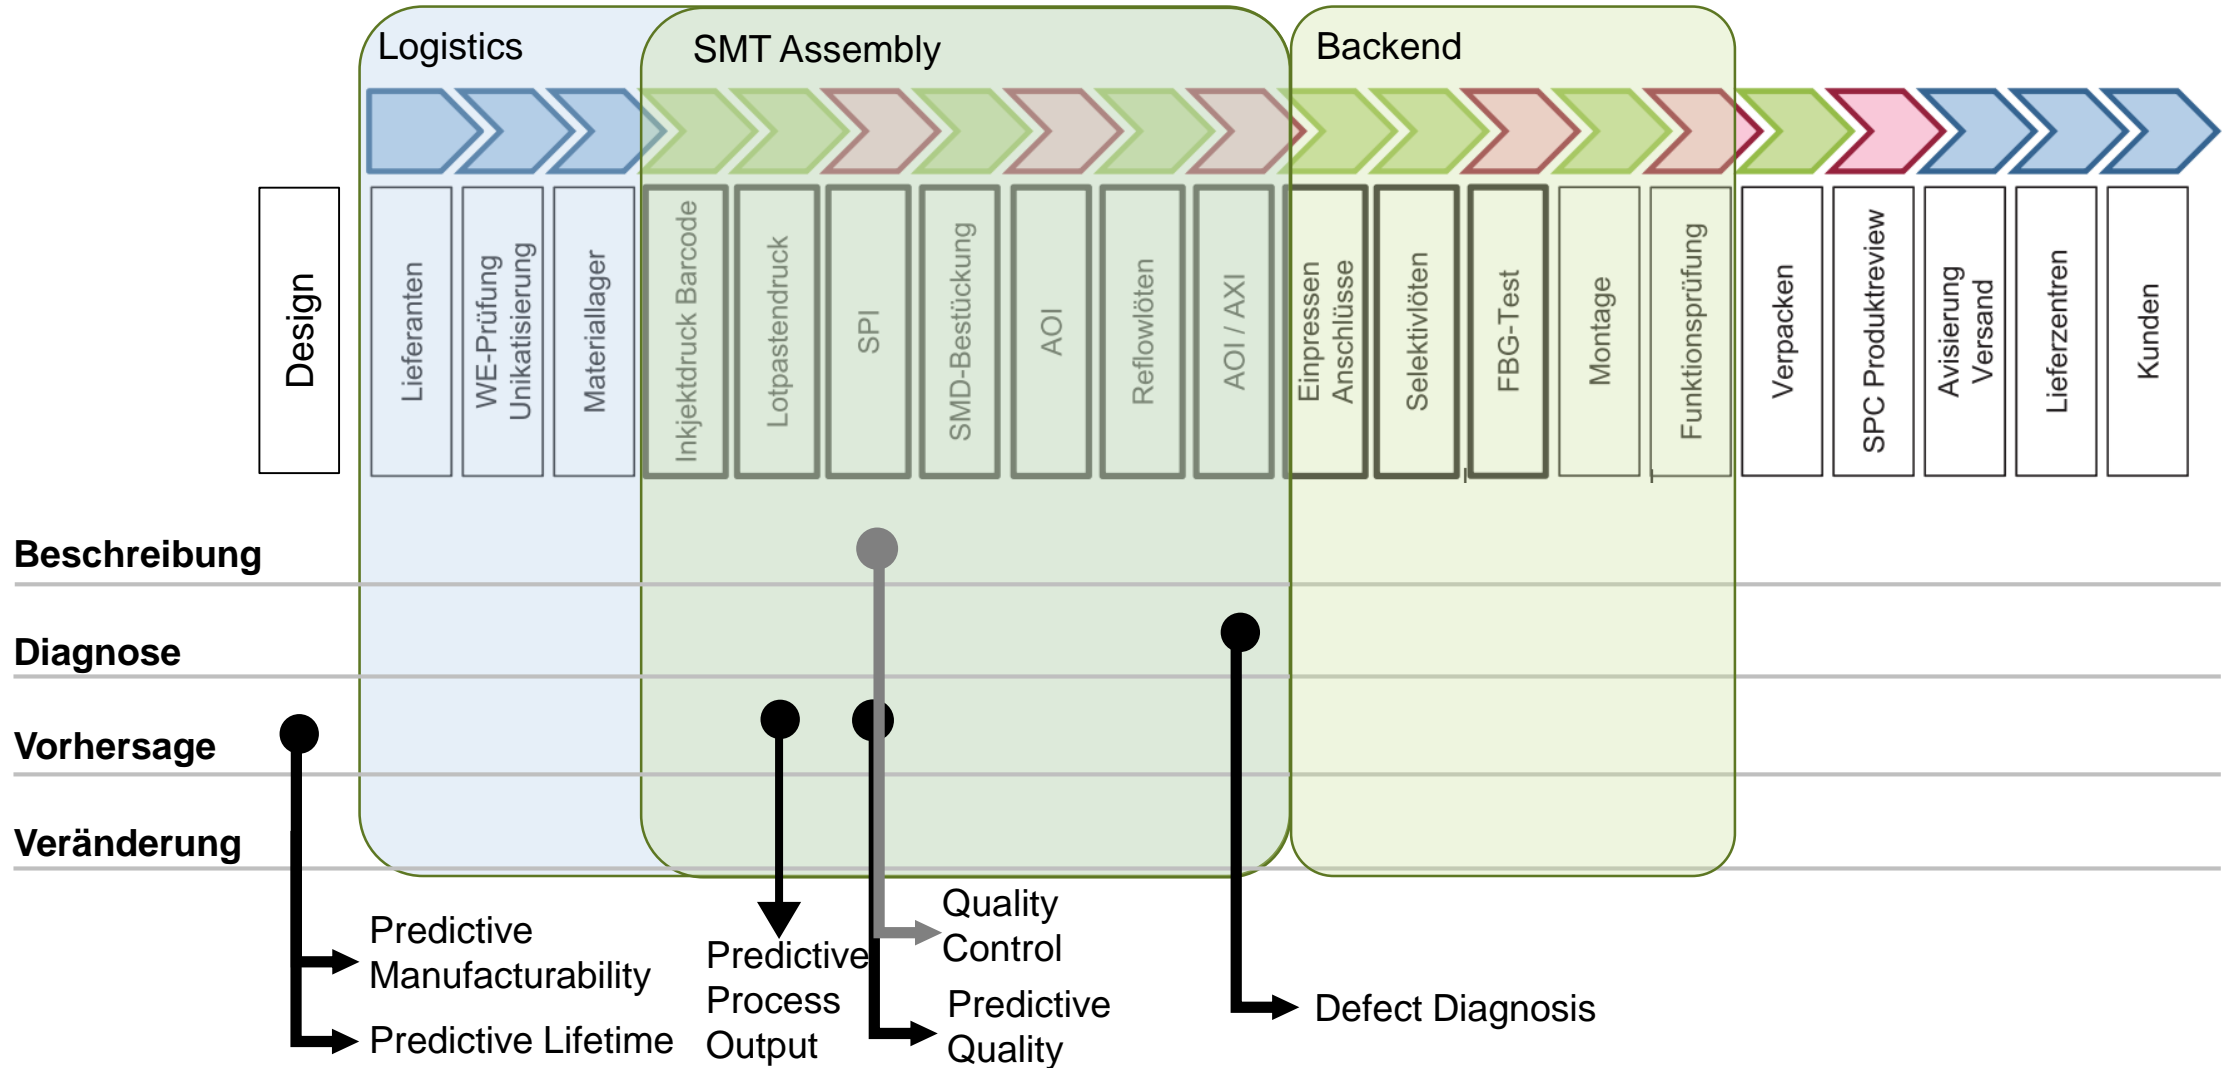 Logistics
SMT Assembly
Backend
Design
Lieferanten
WE-Prüfung
Unikatisierung
Materiallager
Inkjektdruck Barcode
Lotpastendruck
SPI
SMD-Bestückung
AOI
Reflowlöten
AOI / AXI
Einpressen
Anschlüsse
Selektivlöten
FBG-Test
Montage
Funktionsprüfung
Verpacken
SPC Produktreview
Avisierung
Versand
Lieferzentren
Kunden
Beschreibung
Diagnose
Vorhersage
Veränderung
Predictive
Manufacturability
Predictive Lifetime
Predictive
Process
Output
Quality
Control
Predictive
Quality
Defect Diagnosis